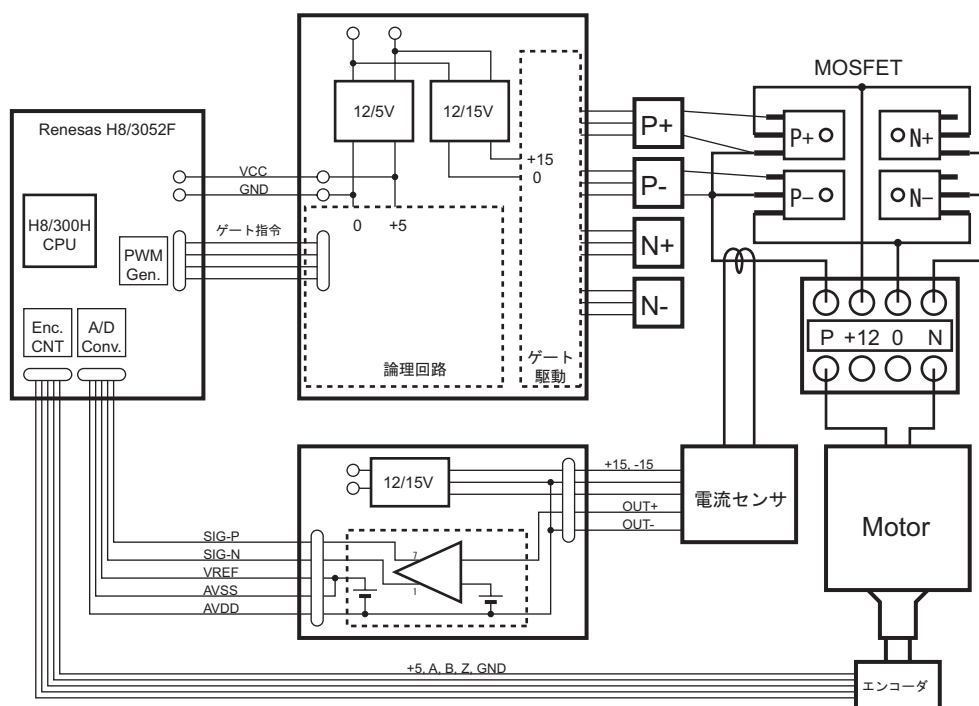 MOSFET
Renesas H8/3052F
12/5V
12/15V
P+
P+
N+
+15
0
VCC
GND
P-
P-
N-
H8/300H
CPU
0
+5
ゲート指令
PWM
Gen.
N+
N-
Enc.
CNT
A/D
Conv.
論理回路
ゲート
駆動
P +12 0 N
12/15V
+15, -15
電流センサ
OUT+
OUT-
Motor
SIG-P
SIG-N
VREF
AVSS
AVDD
7
1
+5, A, B, Z, GND
エンコーダ